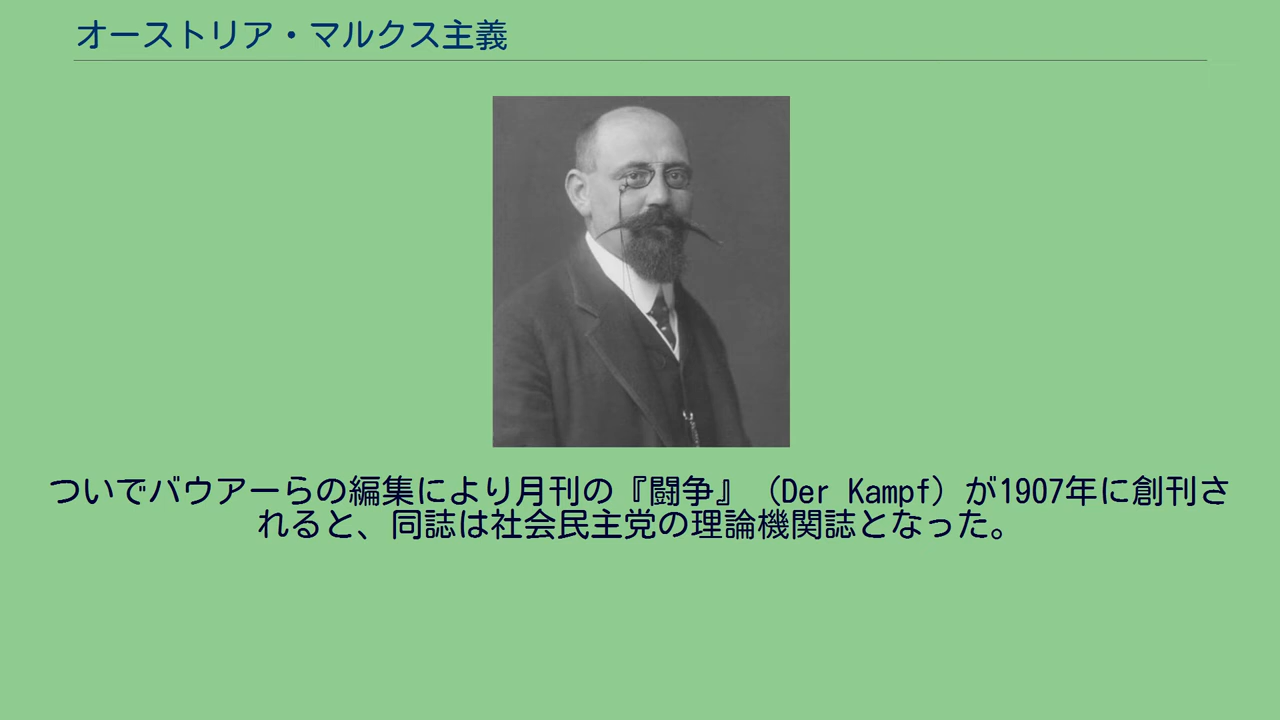 オーストリア・マルクス主義
ついでバウアーらの編集により月刊の『闘争』（Der Kampf）が1907年に創刊さ
れると、同誌は社会民主党の理論機関誌となった。